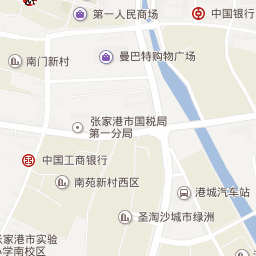 第一人民商场
中国银行
曼巴特购物广场
南门新村
张家港市国税局
第一分局
中国工商银行
南苑新村西区
港城汽车站
圣淘沙城市绿洲
张家港市实验
小学南校区